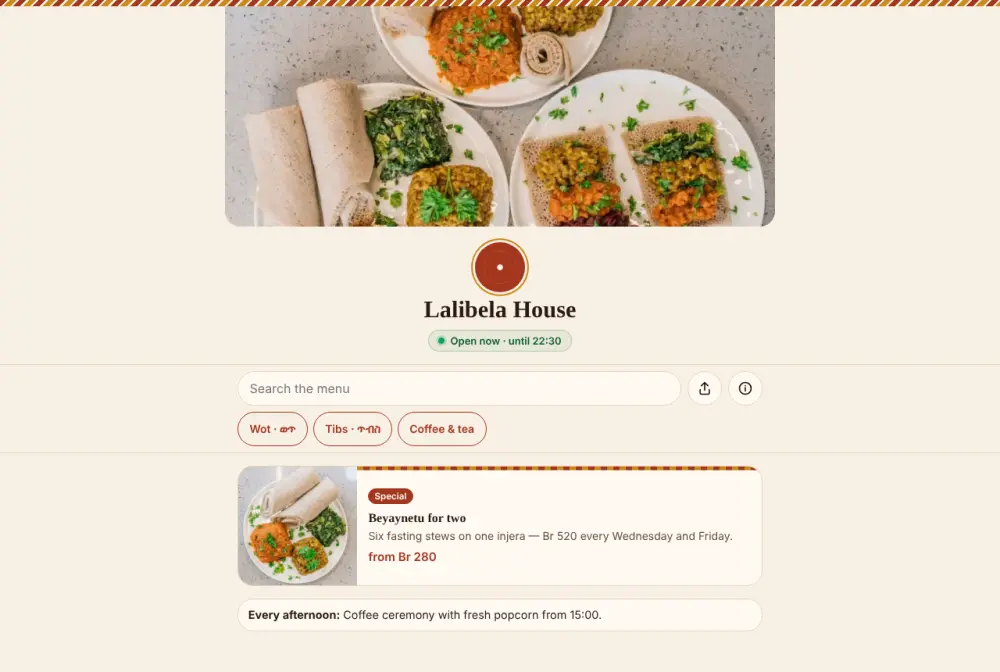 Lalibela House
Open now · until 22:30
Search the menu
Wot · ወጥ
Tibs · ጥብስ
Coffee & tea
Special
Beyaynetu for two
Six fasting stews on one injera — Br 520 every Wednesday and Friday.
from Br 280
Every afternoon: Coffee ceremony with fresh popcorn from 15:00.